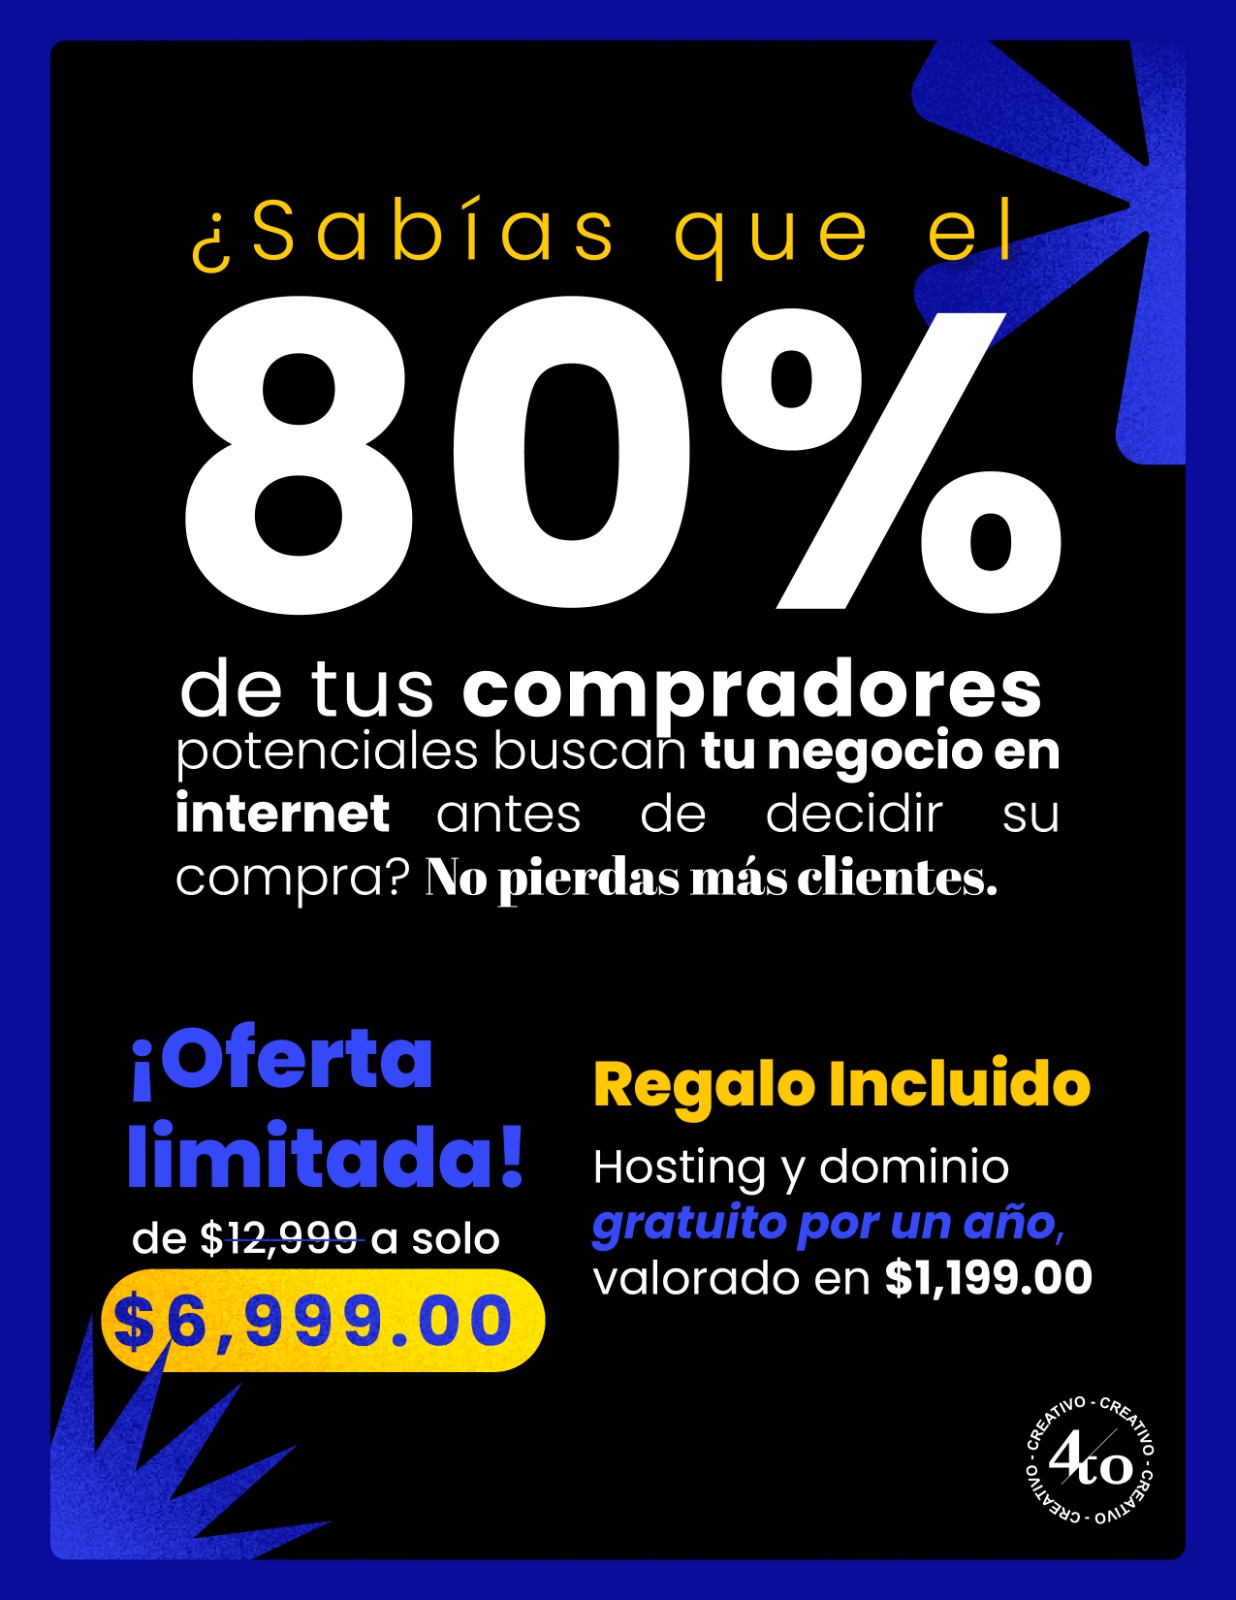 ¿Sabías que el
80%
de tus compradores
potenciales buscan tu negocio en
internet antes de decidir su
compra? No pierdas más clientes.
¡Oferta
limitada!
de $12,999 a solo
$6,999.00
Regalo Incluido
Hosting y dominio
gratuito por un año,
valorado en $1,199.00
CREATIVO - CREATIVO - CREATIVO - CREATIVO -
4to